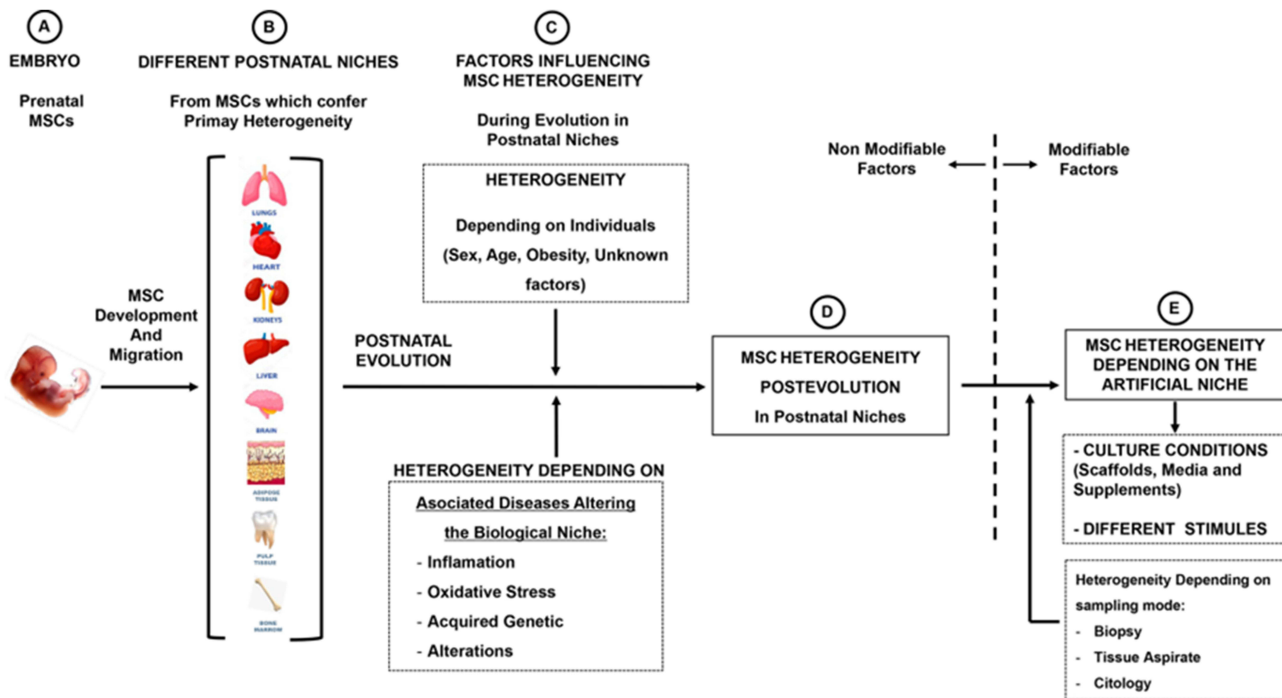 A
EMBRYO
Prenatal
MSCs
MSC
Development
And
Migration
B
DIFFERENT POSTNATAL NICHES
From MSCs which confer
Primay Heterogeneity
LUNGS
HEART
KIDNEYS
LIVER
BRAIN
ADIPOSE
TISSUE
PULP
TISSUE
BONE
MARROW
POSTNATAL
EVOLUTION
C
FACTORS INFLUENCING
MSC HETEROGENEITY
During Evolution in
Postnatal Niches
HETEROGENEITY
Depending on Individuals
(Sex, Age, Obesity, Unknown
factors)
HETEROGENEITY DEPENDING ON
Asociated Diseases Altering
the Biological Niche:
- Inflamation
- Oxidative Stress
- Acquired Genetic
- Alterations
D
MSC HETEROGENEITY
POSTEVOLUTION
In Postnatal Niches
Non Modifiable
Factors
Modifiable
Factors
E
MSC HETEROGENEITY
DEPENDING ON THE
ARTIFICIAL NICHE
- CULTURE CONDITIONS
(Scaffolds, Media and
Supplements)
- DIFFERENT STIMULES
Heterogeneity Depending on
sampling mode:
- Biopsy
- Tissue Aspirate
- Citology